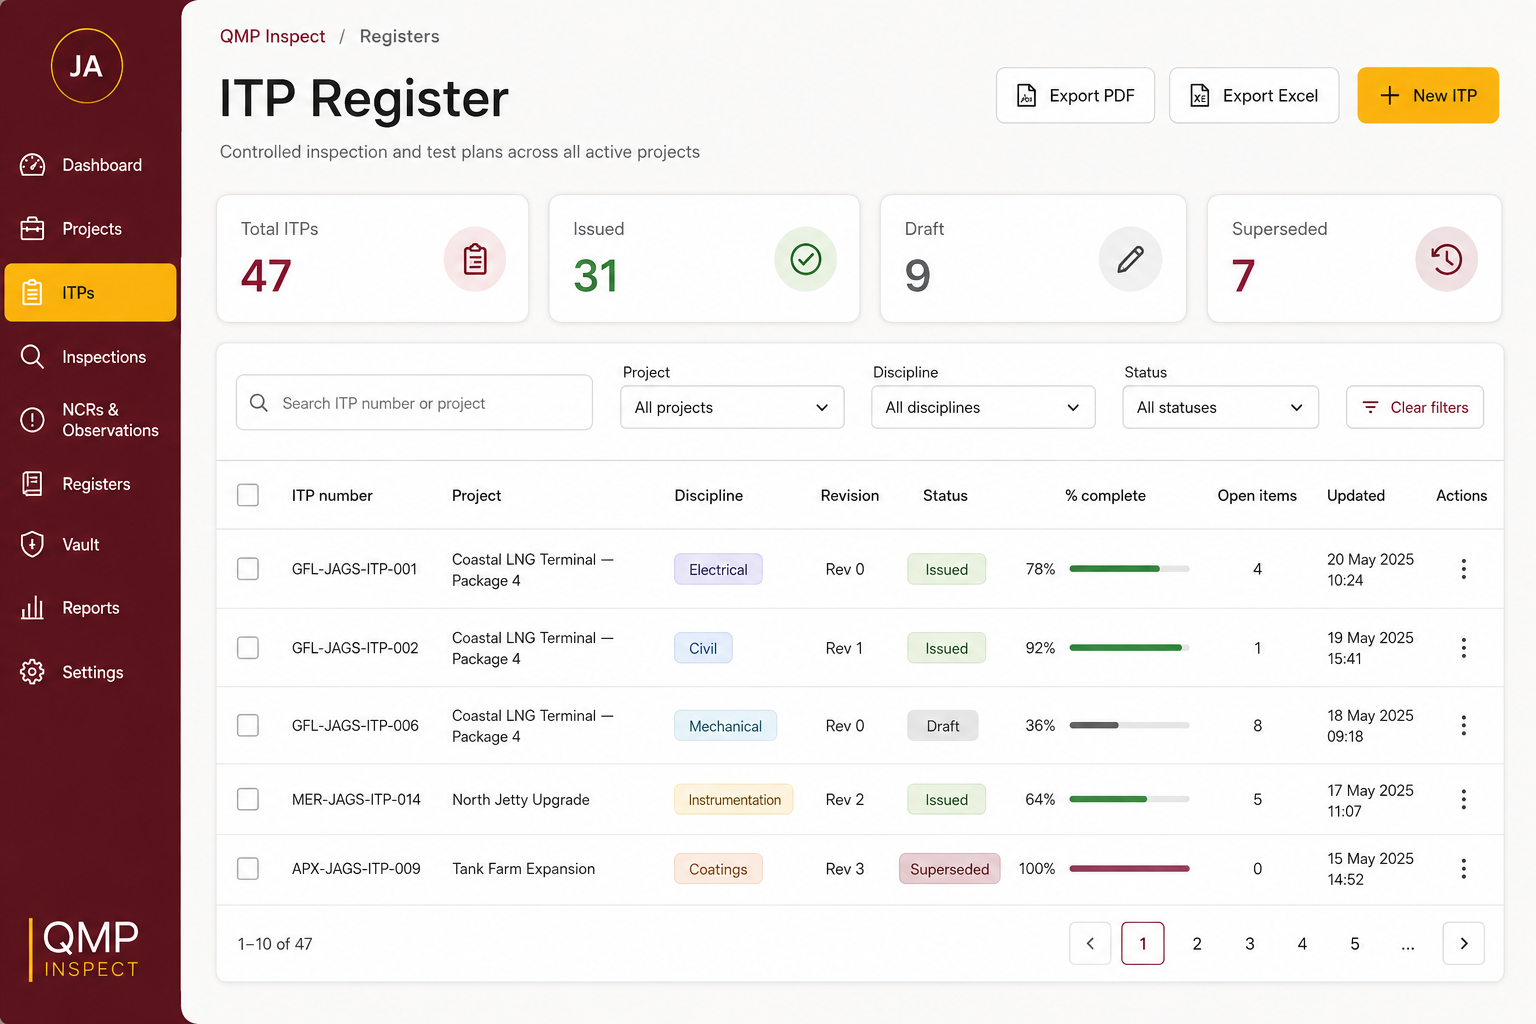 JA
Dashboard
Projects
ITPs
Inspections
NCRs &
Observations
Registers
Vault
Reports
Settings
QMP
INSPECT
QMP Inspect / Registers
ITP Register
Controlled inspection and test plans across all active projects
Export PDF
Export Excel
+ New ITP
Total ITPs
47
Issued
31
Draft
9
Superseded
7
Search ITP number or project
Project
All projects
Discipline
All disciplines
Status
All statuses
Clear filters
ITP number Project Discipline Revision Status % complete Open items Updated Actions
GFL-JAGS-ITP-001 Coastal LNG Terminal — Electrical Rev 0 Issued 78% 4 20 May 2025
Package 4 10:24
GFL-JAGS-ITP-002 Coastal LNG Terminal — Civil Rev 1 Issued 92% 1 19 May 2025
Package 4 15:41
GFL-JAGS-ITP-006 Coastal LNG Terminal — Mechanical Rev 0 Draft 36% 8 18 May 2025
Package 4 09:18
MER-JAGS-ITP-014 North Jetty Upgrade Instrumentation Rev 2 Issued 64% 5 17 May 2025
11:07
APX-JAGS-ITP-009 Tank Farm Expansion Coatings Rev 3 Superseded 100% 0 15 May 2025
14:52
1–10 of 47
1 2 3 4 5 ...